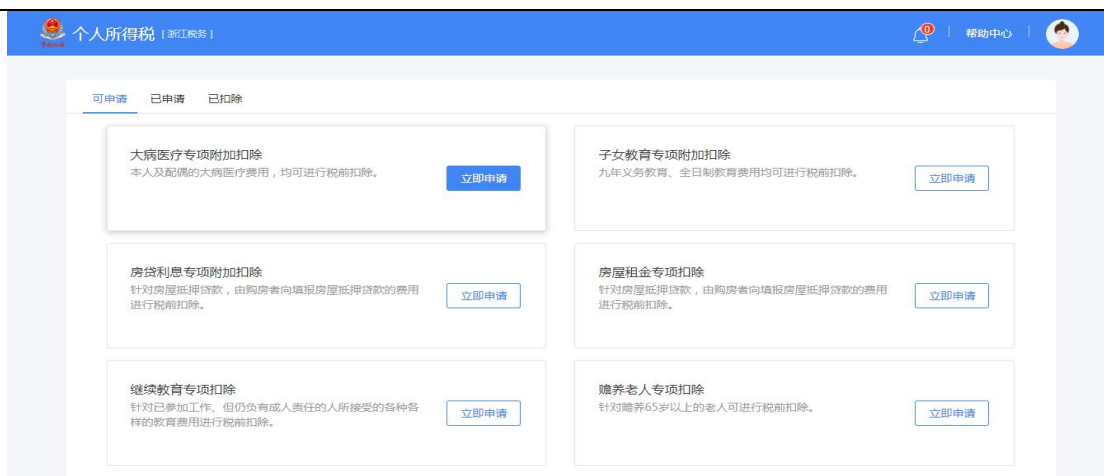 个人所得税 [ 浙江税务 ]
0
帮助中心
可申请 已申请 已扣除
大病医疗专项附加扣除
本人及配偶的大病医疗费用，均可进行税前扣除。
立即申请
子女教育专项附加扣除
九年义务教育、全日制教育费用均可进行税前扣除。
立即申请
房贷利息专项附加扣除
针对房屋抵押贷款，由购房者向填报房屋抵押贷款的费用
进行税前扣除。
立即申请
房屋租金专项扣除
针对房屋抵押贷款，由购房者向填报房屋抵押贷款的费用
进行税前扣除。
立即申请
继续教育专项扣除
针对已参加工作、但仍负有成人责任的人所接受的各种各
样的教育费用进行税前扣除。
立即申请
赡养老人专项扣除
针对赡养65岁以上的老人可进行税前扣除。
立即申请